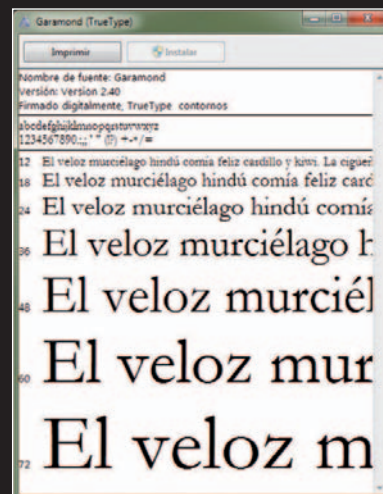 Garamond (TrueType)
Imprimir Instalar
Nombre de fuente: Garamond
Versión: Version 2.40
Firmado digitalmente, TrueType contornos
abcdefghijklmnopqrstuvwxyz
1234567890.:,; ' " (!?) +-*/=
12 El veloz murciélago hindú comía feliz cardillo y kiwi. La cigüeñ
18 El veloz murciélago hindú comía feliz card
24 El veloz murciélago hindú comía
36 El veloz murciélago h
48 El veloz murciél
60 El veloz mur
72 El veloz m